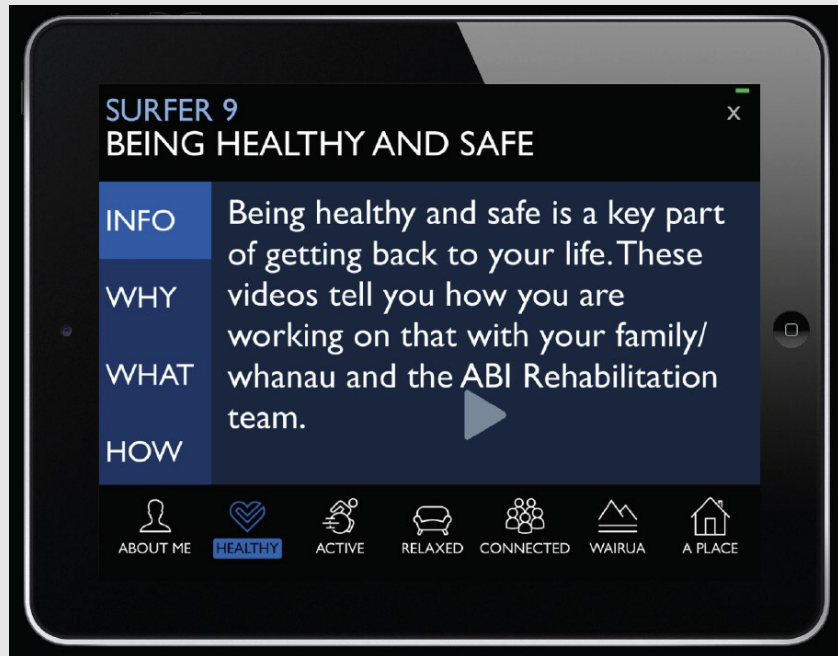 SURFER 9
X
BEING HEALTHY AND SAFE
INFO
WHY
WHAT
HOW
Being healthy and safe is a key part
of getting back to your life. These
videos tell you how you are
working on that with your family/
whanau and the ABI Rehabilitation
team.
ABOUT ME
HEALTHY
ACTIVE
RELAXED
CONNECTED
WAIRUA
A PLACE